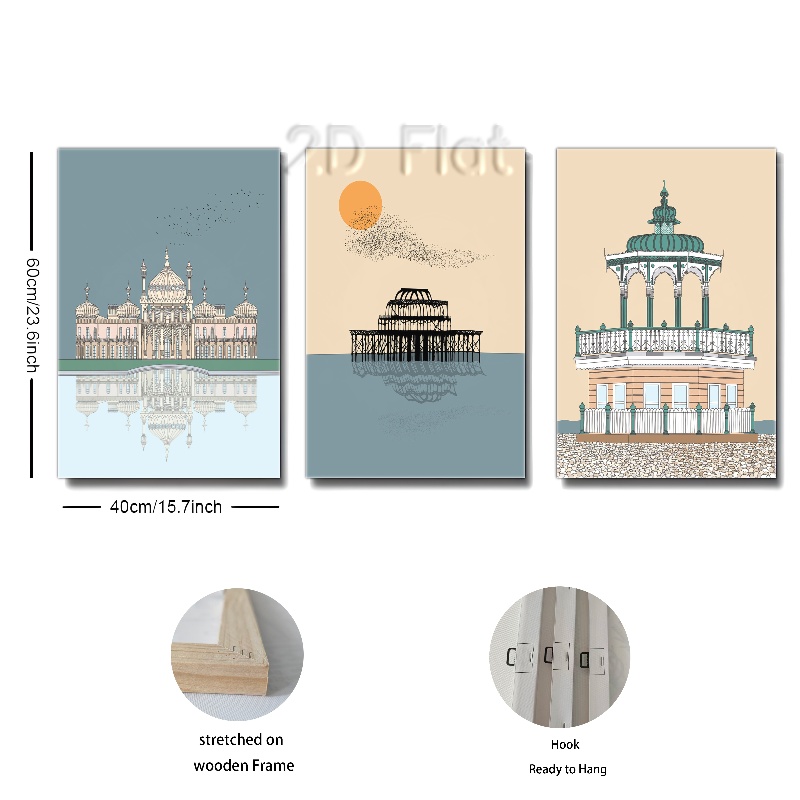 2D Flat
60cm/23.6inch
40cm/15.7inch
stretched on
wooden Frame
Hook
Ready to Hang